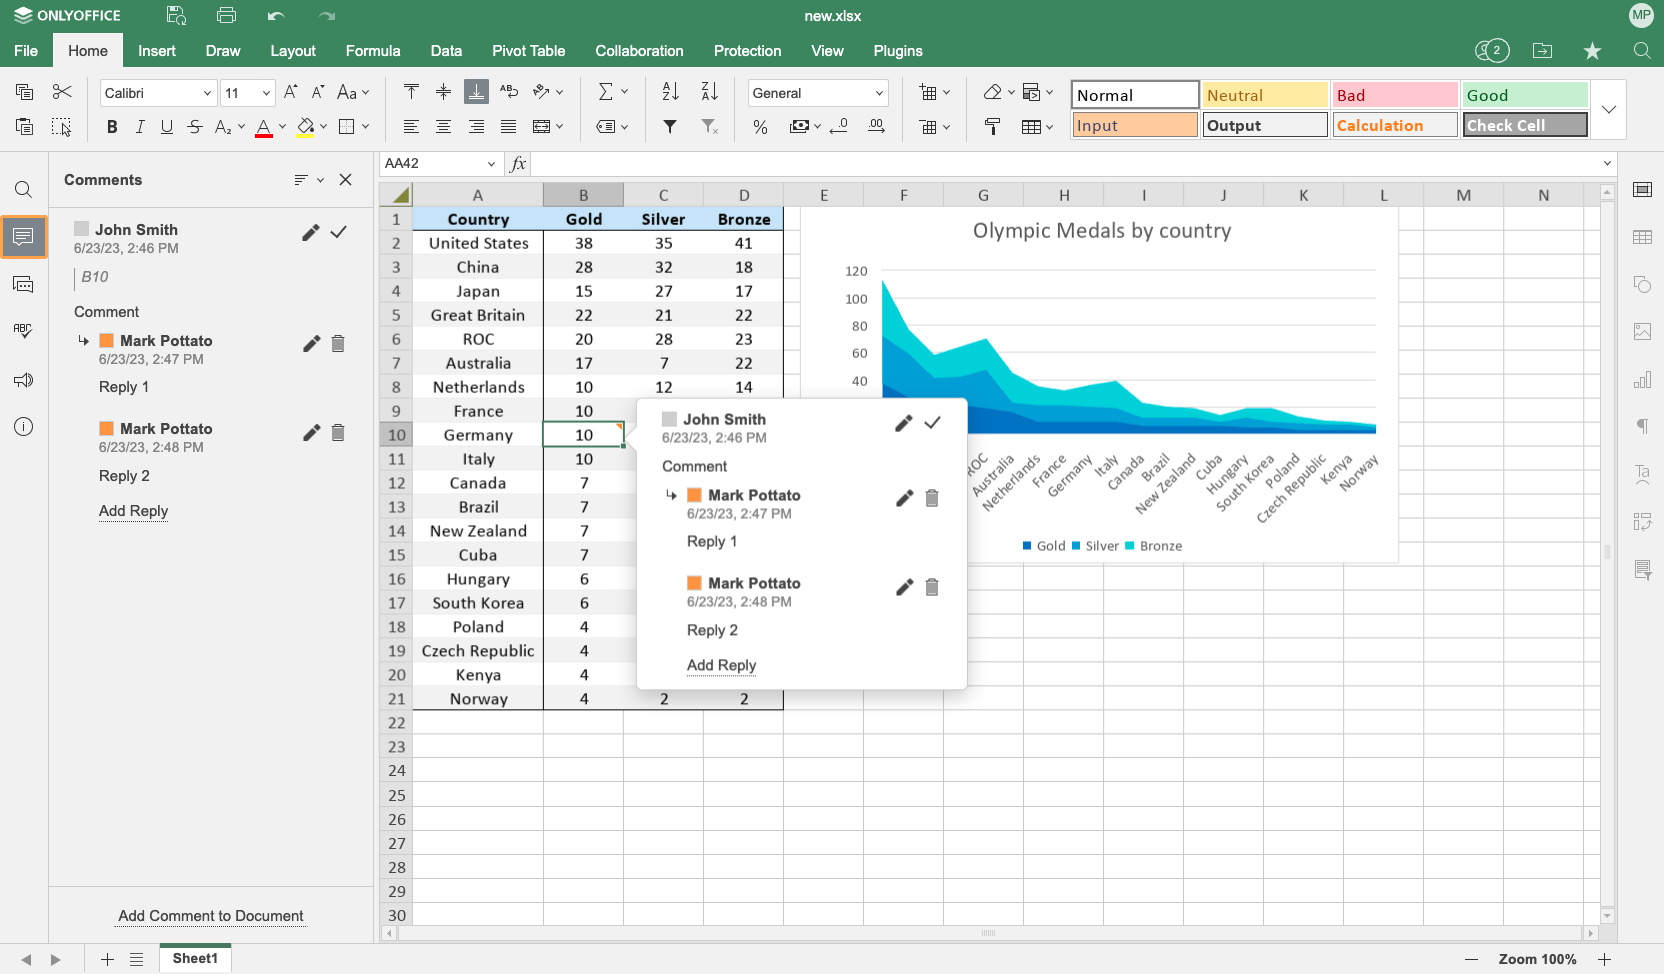 ONLYOFFICE
new.xlsx
MP
File Home Insert Draw Layout Formula Data Pivot Table Collaboration Protection View Plugins
2
Calibri 11 General
Normal Neutral Bad Good
Input Output Calculation Check Cell
AA42
Comments
John Smith
6/23/23, 2:46 PM
B10
Comment
Mark Pottato
6/23/23, 2:47 PM
Reply 1
Mark Pottato
6/23/23, 2:48 PM
Reply 2
Add Reply
Add Comment to Document
A B C D E F G H I J K L M N
1 Country Gold Silver Bronze
2 United States 38 35 41
3 China 28 32 18
4 Japan 15 27 17
5 Great Britain 22 21 22
6 ROC 20 28 23
7 Australia 17 7 22
8 Netherlands 10 12 14
9 France 10
10 Germany 10
11 Italy 10
12 Canada 7
13 Brazil 7
14 New Zealand 7
15 Cuba 7
16 Hungary 6
17 South Korea 6
18 Poland 4
19 Czech Republic 4
20 Kenya 4
21 Norway 4 2 2
22
23
24
25
26
27
28
29
30
John Smith
6/23/23, 2:46 PM
Comment
Mark Pottato
6/23/23, 2:47 PM
Reply 1
Mark Pottato
6/23/23, 2:48 PM
Reply 2
Add Reply
Olympic Medals by country
120
100
80
60
40
ROC Australia Netherlands France Germany Italy Canada Brazil New Zealand Cuba Hungary South Korea Poland Czech Republic Kenya Norway
Gold Silver Bronze
Sheet1
Zoom 100%